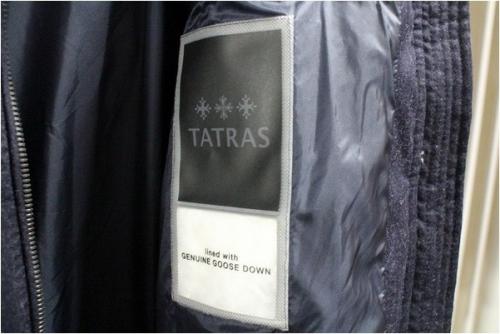 TATRAS
lined with
GENUINE GOOSE DOWN